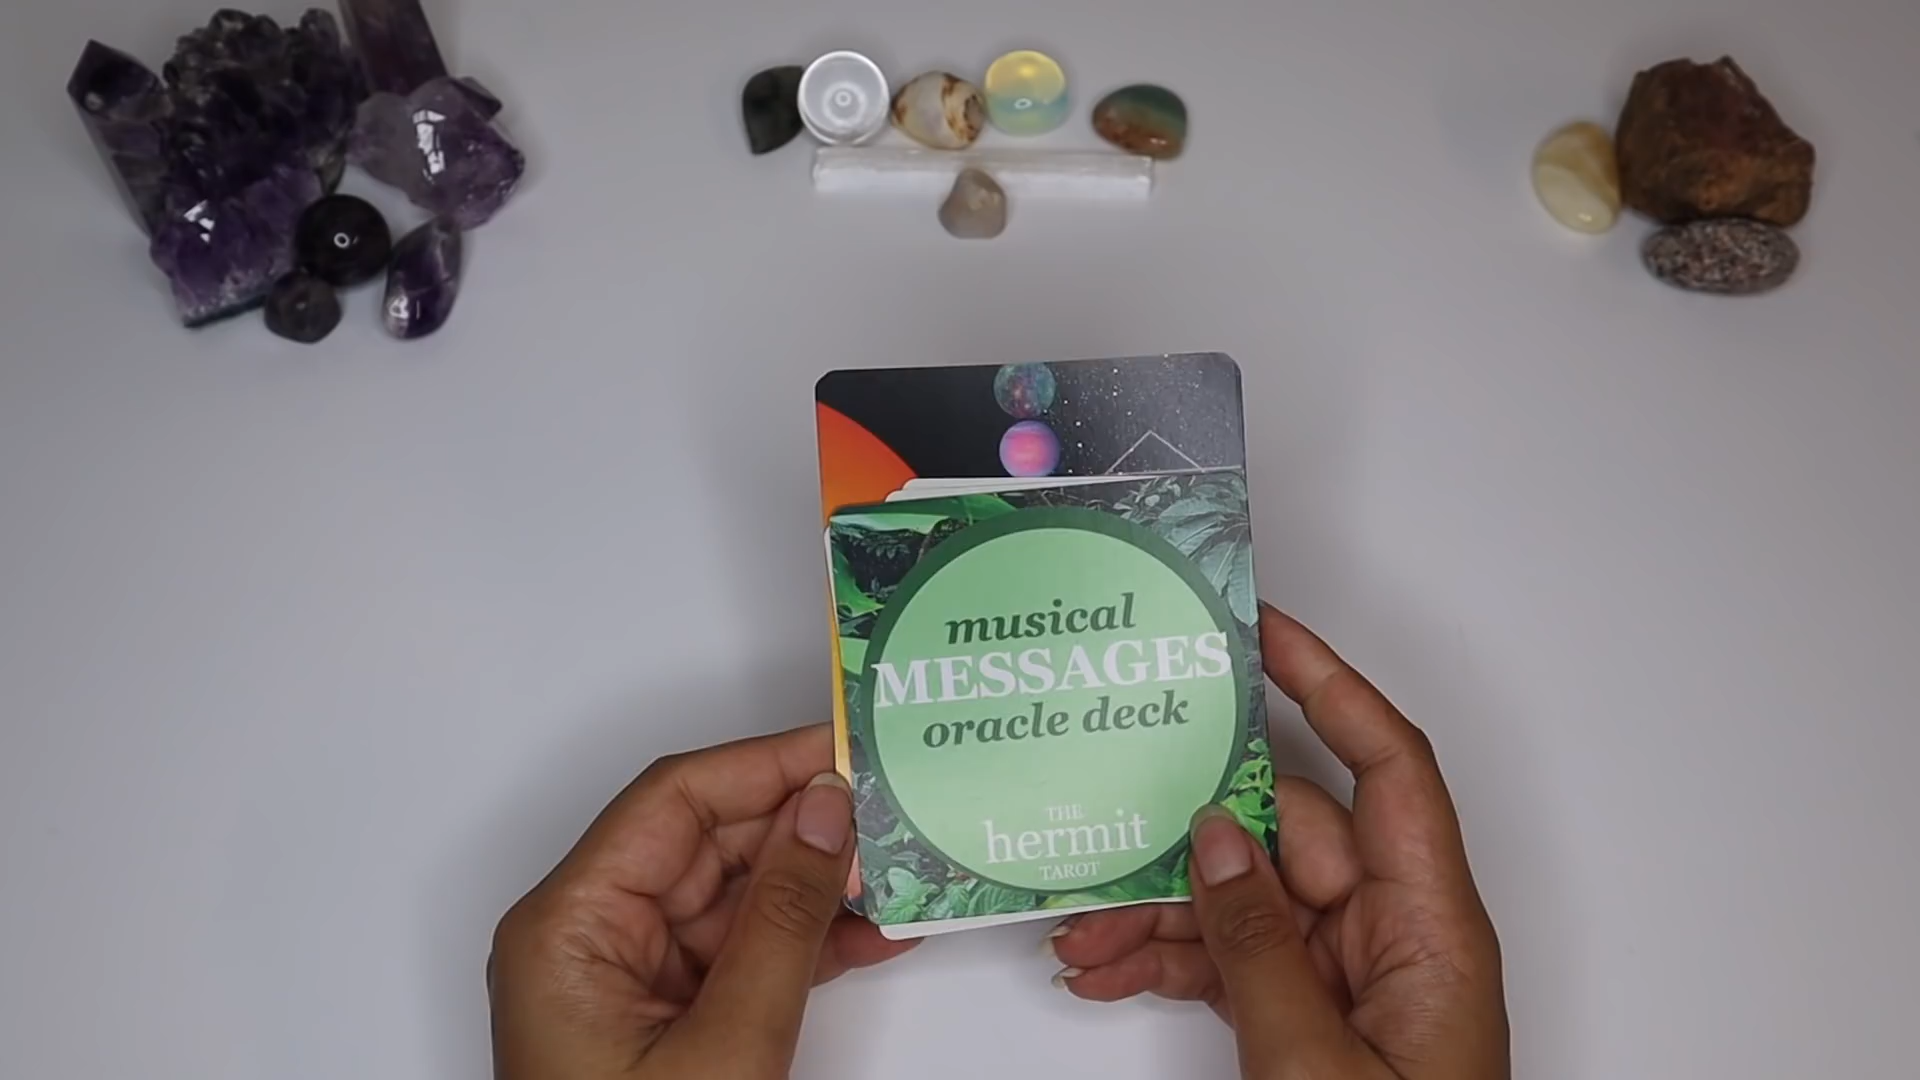 musical
MESSAGES
oracle deck
THE
hermit
TAROT